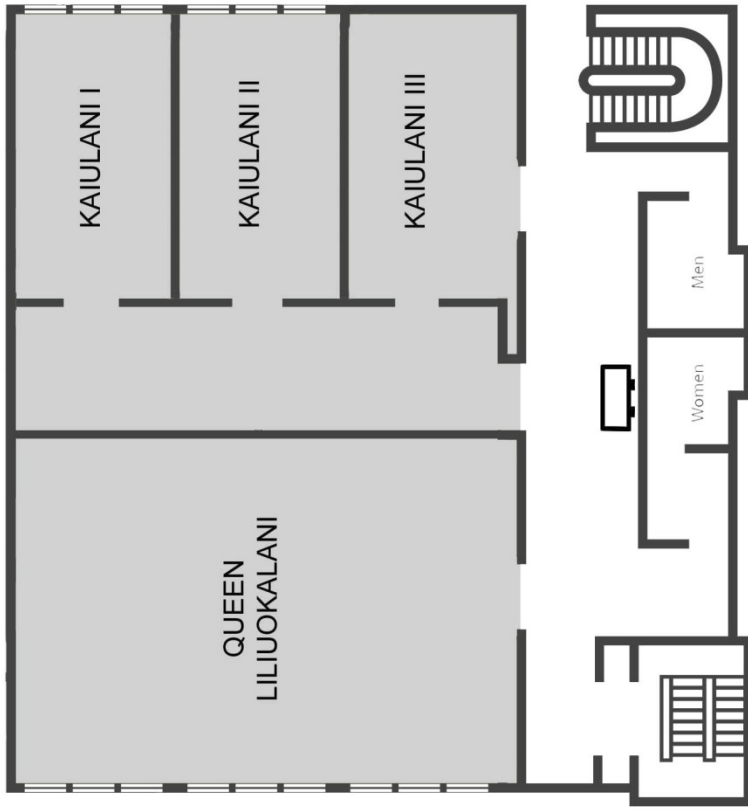 KAIULANI I
KAIULANI II
KAIULANI III
Men
Women
QUEEN
LILIUOKALANI